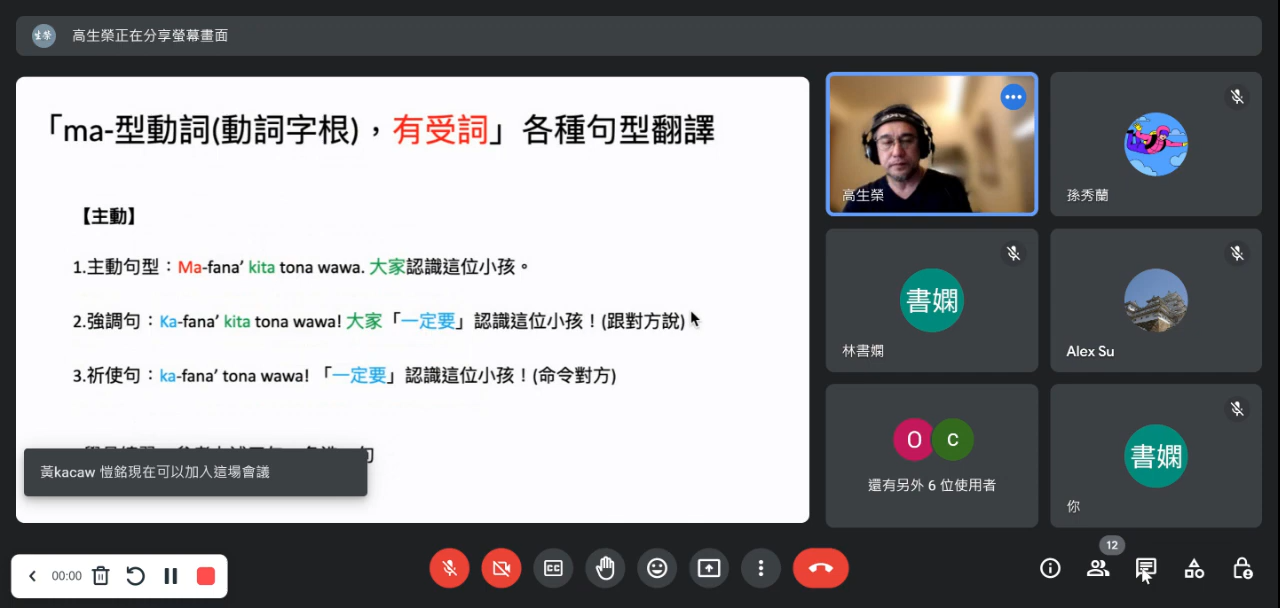 生榮
高生榮正在分享螢幕畫面
「ma-型動詞(動詞字根)，有受詞」各種句型翻譯
【主動】
1.主動句型：Ma-fana’ kita tona wawa. 大家認識這位小孩。
2.強調句：Ka-fana’ kita tona wawa! 大家「一定要」認識這位小孩！(跟對方說)
3.祈使句：ka-fana’ tona wawa! 「一定要」認識這位小孩！(命令對方)
句
黃kacaw 愷銘現在可以加入這場會議
高生榮
孫秀蘭
書嫻
林書嫻
Alex Su
O
C
還有另外 6 位使用者
書嫻
你
00:00
CC
12